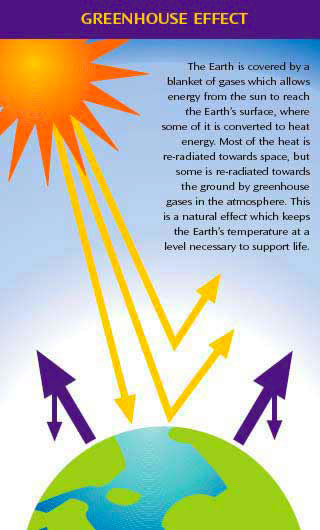 GREENHOUSE EFFECT
The Earth is covered by a
blanket of gases which allows
energy from the sun to reach
the Earth's surface, where
some of it is converted to heat
energy. Most of the heat is
re-radiated towards space, but
some is re-radiated towards
the ground by greenhouse
gases in the atmosphere. This
is a natural effect which keeps
the Earth's temperature at a
level necessary to support life.